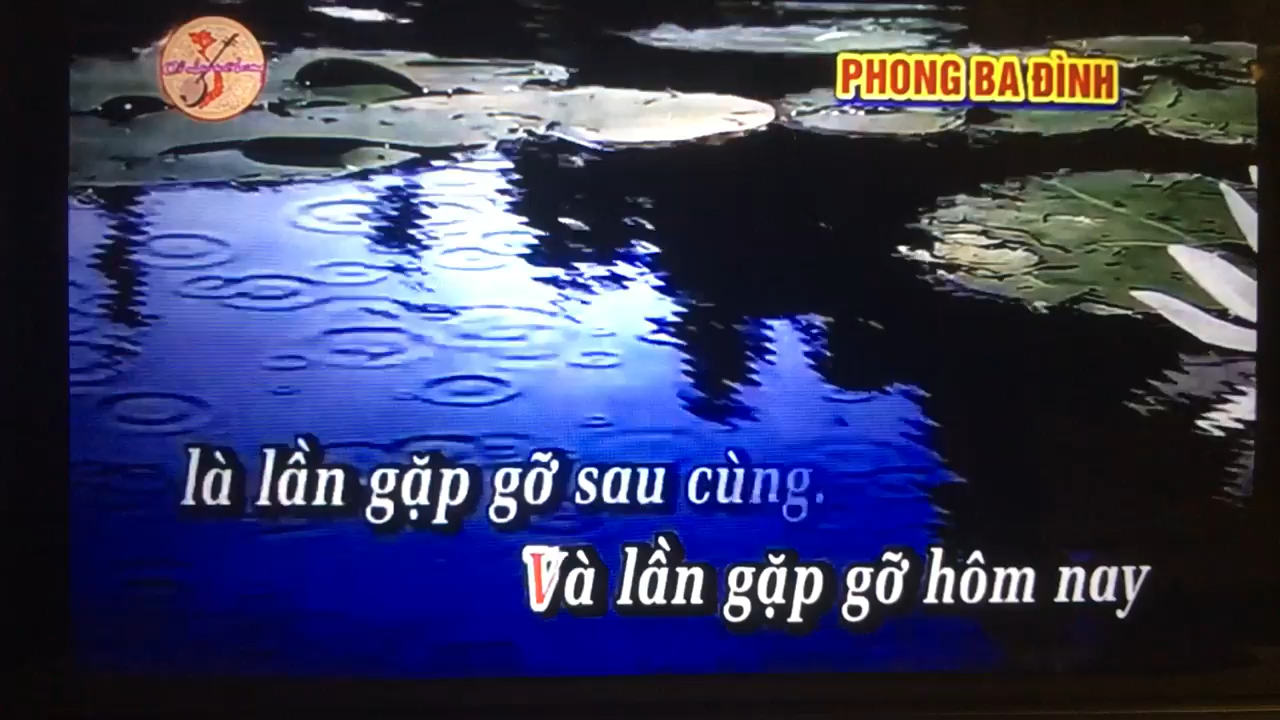 PHONG BA ĐÌNH
là lần gặp gỡ sau cùng.
Và lần gặp gỡ hôm nay